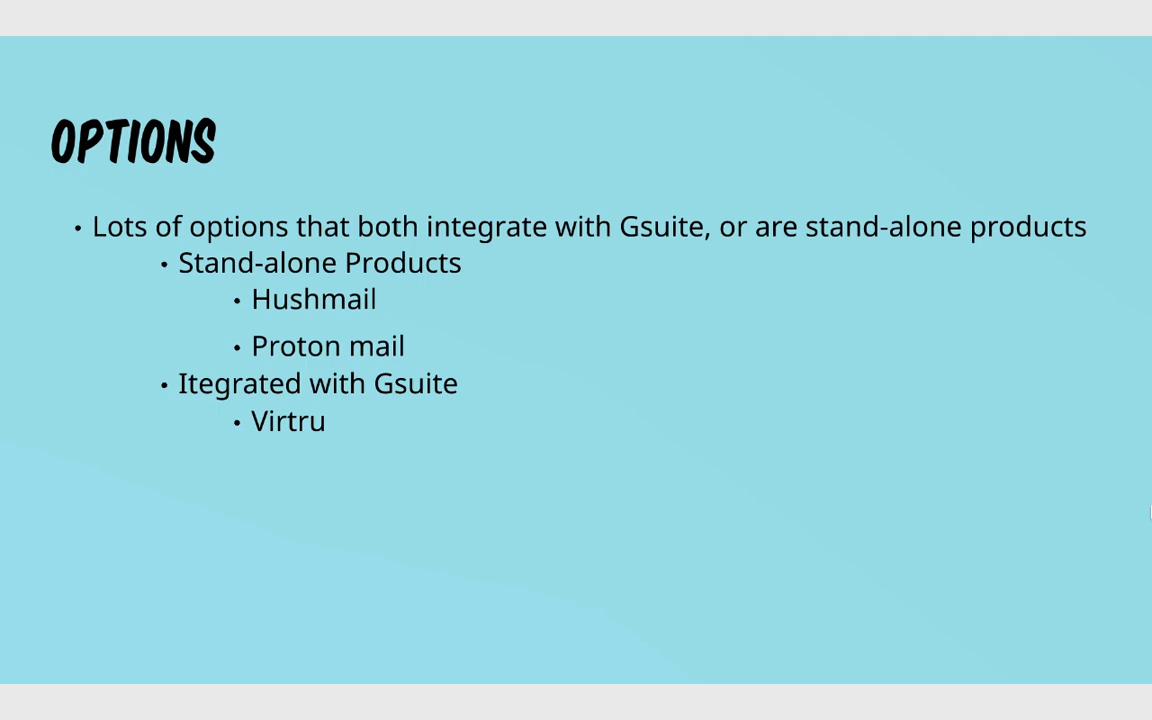 OPTIONS
• Lots of options that both integrate with Gsuite, or are stand-alone products
• Stand-alone Products
• Hushmail
• Proton mail
• Itegrated with Gsuite
• Virtru